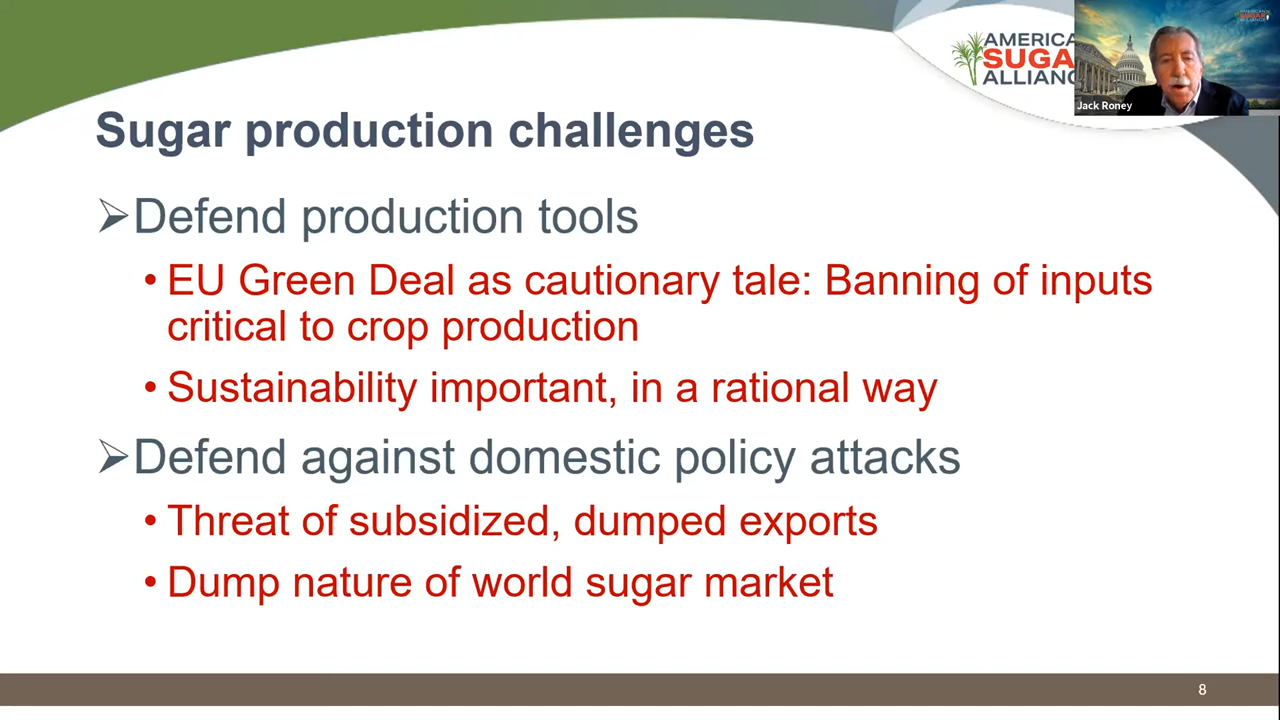 AMERICA
SUGA
ALLIANC
Jack Roney
Sugar production challenges
➢Defend production tools
• EU Green Deal as cautionary tale: Banning of inputs
critical to crop production
• Sustainability important, in a rational way
➢Defend against domestic policy attacks
• Threat of subsidized, dumped exports
• Dump nature of world sugar market
8